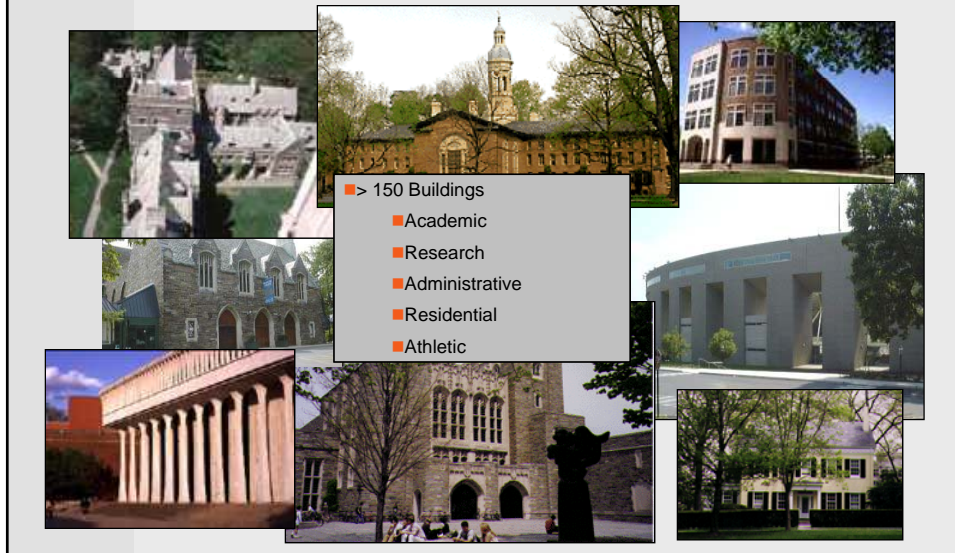 > 150 Buildings
Academic
Research
Administrative
Residential
Athletic